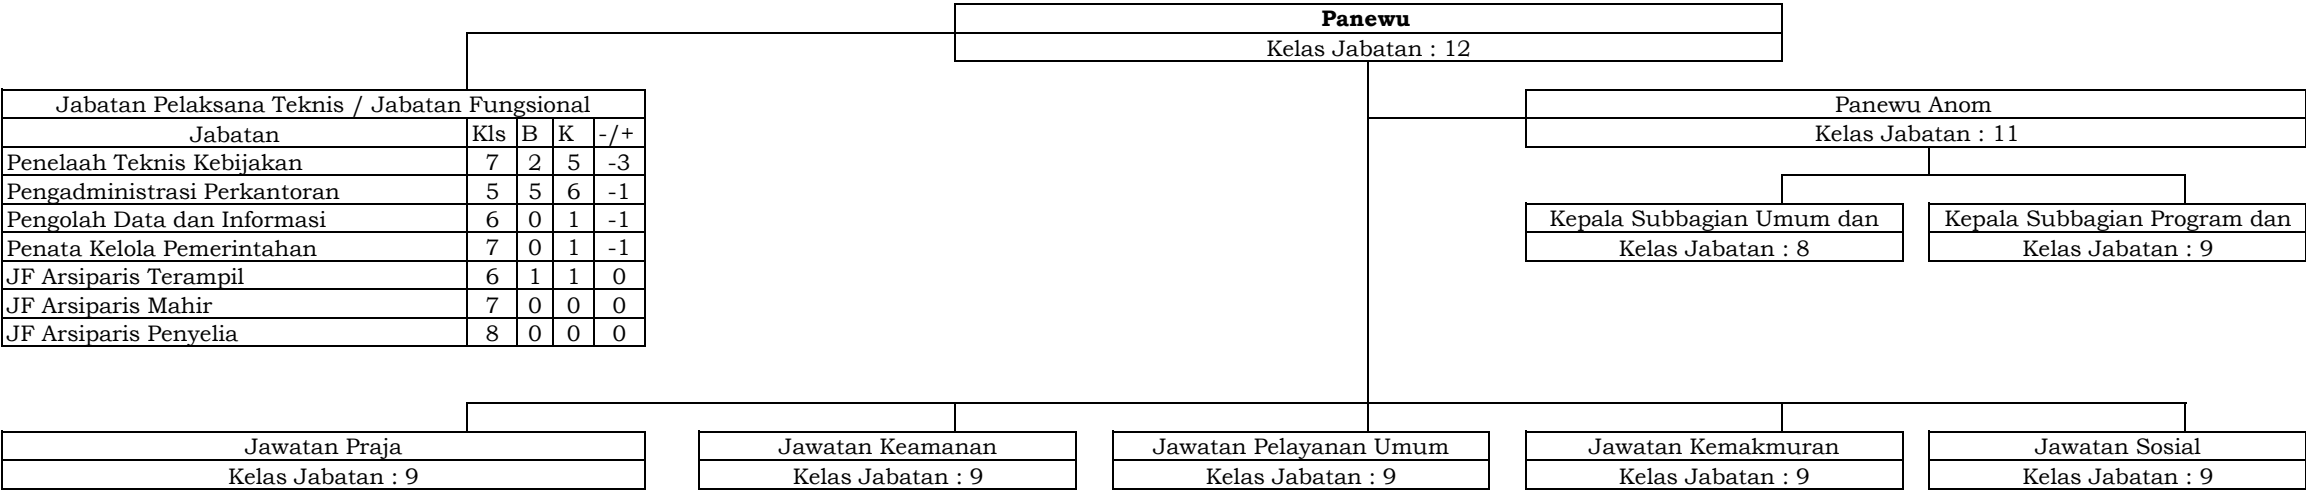 Panewu
Kelas Jabatan : 12
Jabatan Pelaksana Teknis / Jabatan Fungsional
Jabatan Kls B K -/+
Penelaah Teknis Kebijakan 7 2 5 -3
Pengadministrasi Perkantoran 5 5 6 -1
Pengolah Data dan Informasi 6 0 1 -1
Penata Kelola Pemerintahan 7 0 1 -1
JF Arsiparis Terampil 6 1 1 0
JF Arsiparis Mahir 7 0 0 0
JF Arsiparis Penyelia 8 0 0 0
Panewu Anom
Kelas Jabatan : 11
Kepala Subbagian Umum dan
Kelas Jabatan : 8
Kepala Subbagian Program dan
Kelas Jabatan : 9
Jawatan Praja
Kelas Jabatan : 9
Jawatan Keamanan
Kelas Jabatan : 9
Jawatan Pelayanan Umum
Kelas Jabatan : 9
Jawatan Kemakmuran
Kelas Jabatan : 9
Jawatan Sosial
Kelas Jabatan : 9